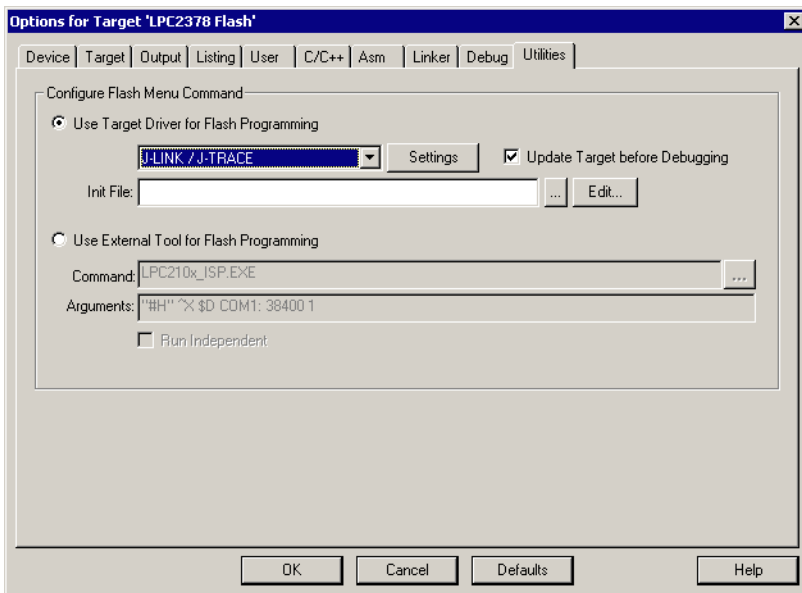 Options for Target 'LPC2378 Flash'
Device Target Output Listing User C/C++ Asm Linker Debug Utilities
Configure Flash Menu Command
Use Target Driver for Flash Programming
J-LINK / J-TRACE Settings Update Target before Debugging
Init File: ... Edit...
Use External Tool for Flash Programming
Command: LPC210x_ISP.EXE ...
Arguments: "#H" ^X $D COM1: 38400 1
Run Independent
OK Cancel Defaults Help